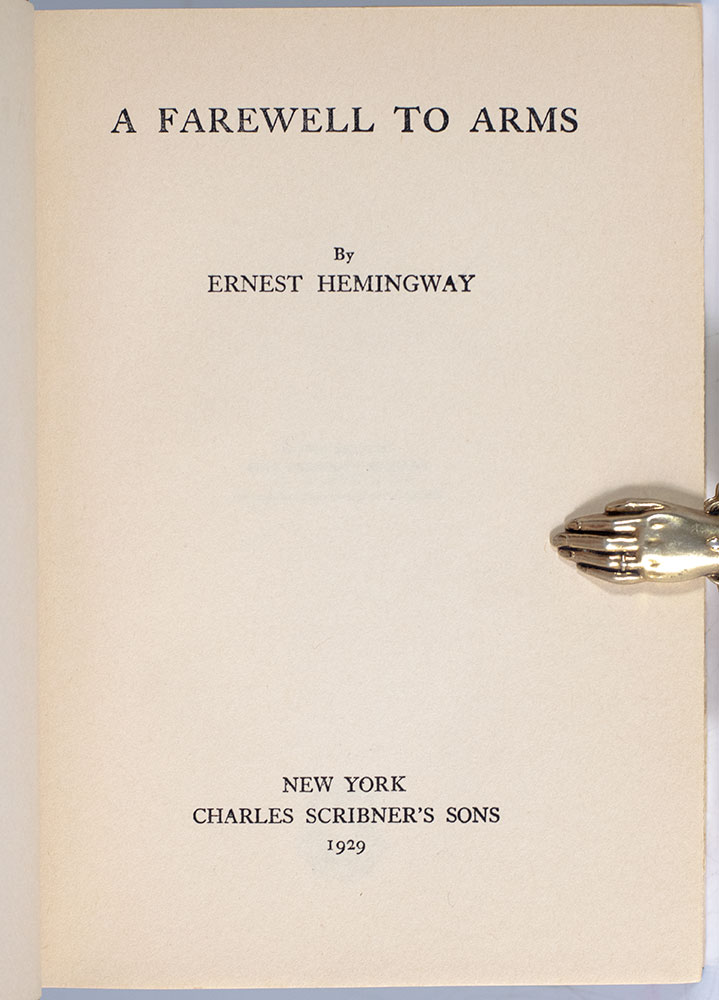 A FAREWELL TO ARMS
By
ERNEST HEMINGWAY
NEW YORK
CHARLES SCRIBNER'S SONS
1929